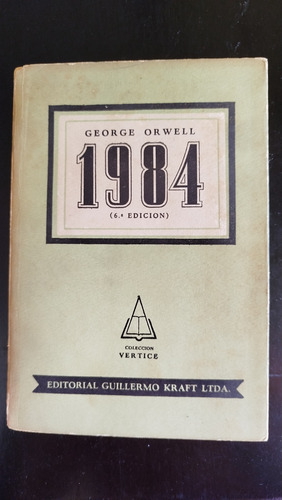 GEORGE ORWELL
1984
(6.ª EDICION)
COLECCION
VERTICE
EDITORIAL GUILLERMO KRAFT LTDA.